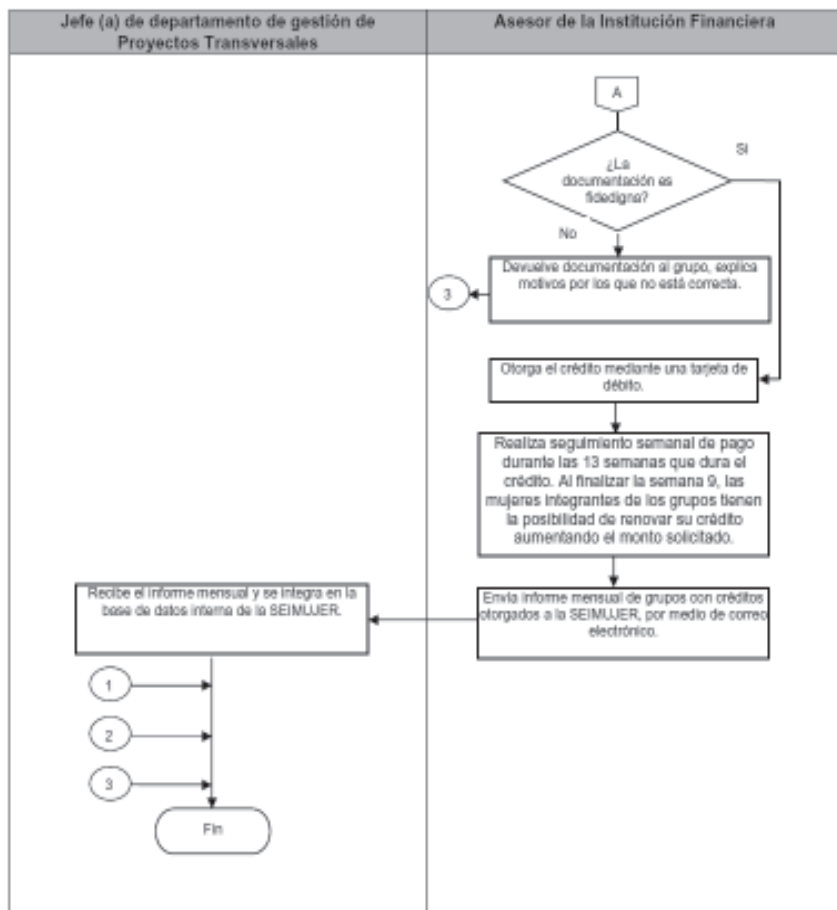 Jefe (a) de departamento de gestión de
Proyectos Transversales
Asesor de la Institución Financiera
A
¿La
documentación es
fidedigna?
Si
No
Devuelve documentación al grupo, explica
motivos por los que no está correcta.
3
Otorga el crédito mediante una tarjeta de
débito.
Realiza seguimiento semanal de pago
durante las 13 semanas que dura el
crédito. Al finalizar la semana 9, las
mujeres integrantes de los grupos tienen
la posibilidad de renovar su crédito
aumentando el monto solicitado.
Envía informe mensual de grupos con créditos
otorgados a la SEIMUJER, por medio de correo
electrónico.
Recibe el informe mensual y se integra en la
base de datos interna de la SEIMUJER.
1
2
3
Fin